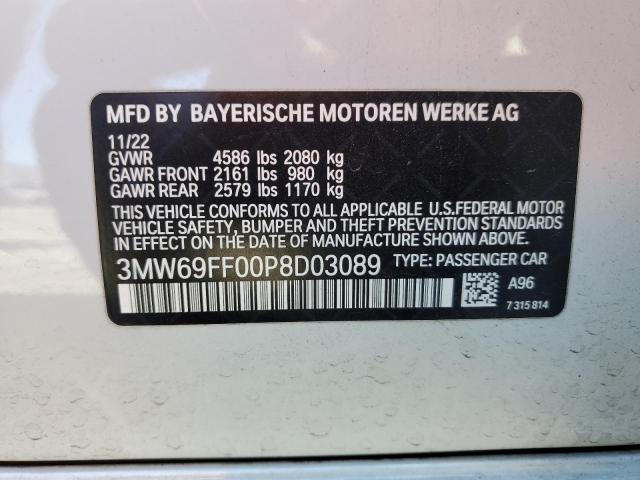 MFD BY BAYERISCHE MOTOREN WERKE AG
11/22
GVWR 4586 lbs 2080 kg
GAWR FRONT 2161 lbs 980 kg
GAWR REAR 2579 lbs 1170 kg
THIS VEHICLE CONFORMS TO ALL APPLICABLE U.S.FEDERAL MOTOR
VEHICLE SAFETY, BUMPER AND THEFT PREVENTION STANDARDS
IN EFFECT ON THE DATE OF MANUFACTURE SHOWN ABOVE.
3MW69FF00P8D03089 TYPE: PASSENGER CAR
A96
7 315 814